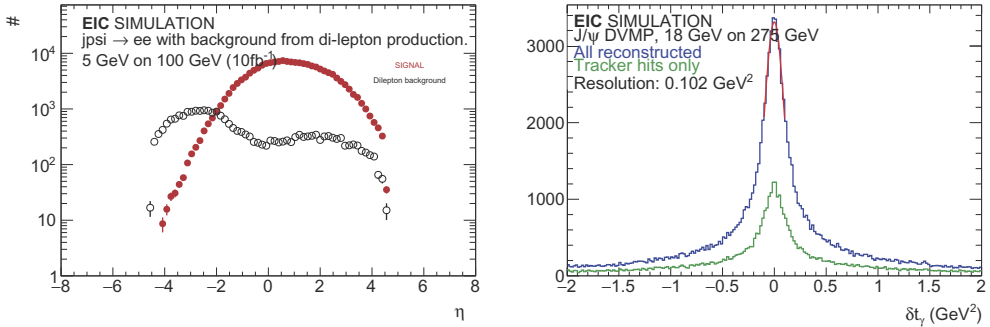 #
EIC SIMULATION
jpsi → ee with background from di-lepton production.
5 GeV on 100 GeV (10fb⁻¹)
SIGNAL
Dilepton background
10⁴
10³
10²
10
1
−8 −6 −4 −2 0 2 4 6 8
η
EIC SIMULATION
J/ψ DVMP, 18 GeV on 275 GeV
All reconstructed
Tracker hits only
Resolution: 0.102 GeV²
3000
2000
1000
0
−2 −1.5 −1 −0.5 0 0.5 1 1.5 2
δt_γ (GeV²)